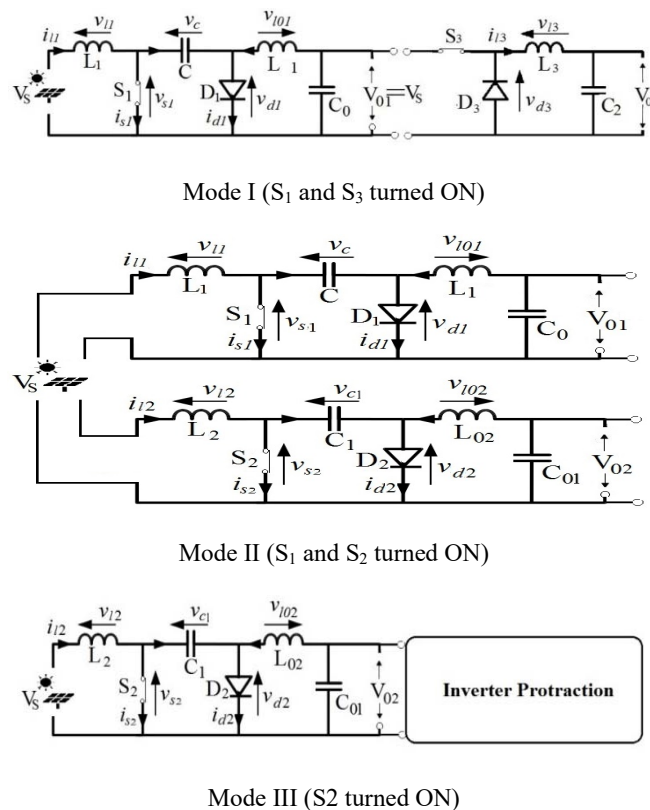 i_l1 v_l1 v_c v_l01 S_3 i_l3 v_l3
L_1 C L 1 L_3
V_S S_1 v_s1 D_1 v_d1 C_0 V_01 =V_S D_3 v_d3 C_2 V_0
i_s1 i_d1
Mode I (S_1 and S_3 turned ON)
i_l1 v_l1 v_c v_l01
L_1 C L_1
S_1 v_s1 D_1 v_d1 C_0 V_01
i_s1 i_d1
V_S
i_l2 v_l2 v_c1 v_l02
L_2 C_1 L_02
S_2 v_s2 D_2 v_d2 C_01 V_02
i_s2 i_d2
Mode II (S_1 and S_2 turned ON)
i_l2 v_l2 v_c1 v_l02
L_2 C_1 L_02
V_S S_2 v_s2 D_2 v_d2 C_01 V_02 Inverter Protraction
i_s2 i_d2
Mode III (S2 turned ON)